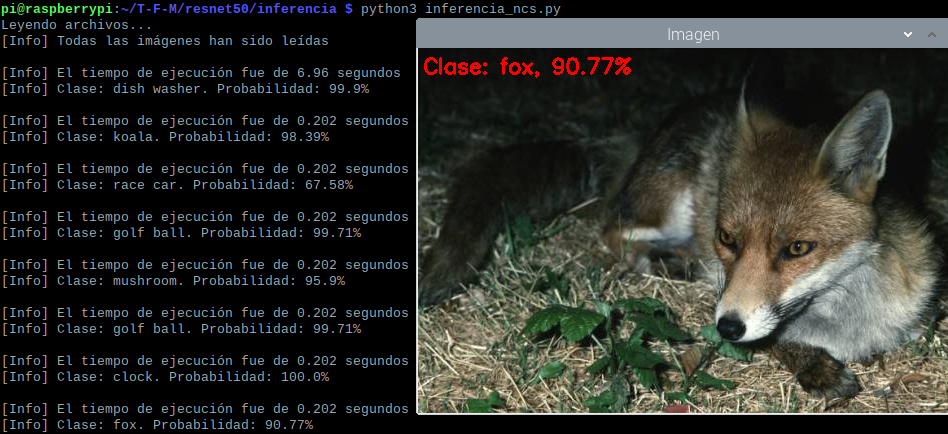 pi@raspberrypi:~/T-F-M/resnet50/inferencia $ python3 inferencia_ncs.py
Leyendo archivos...
[Info] Todas las imágenes han sido leídas
[Info] El tiempo de ejecución fue de 6.96 segundos
[Info] Clase: dish washer. Probabilidad: 99.9%
[Info] El tiempo de ejecución fue de 0.202 segundos
[Info] Clase: koala. Probabilidad: 98.39%
[Info] El tiempo de ejecución fue de 0.202 segundos
[Info] Clase: race car. Probabilidad: 67.58%
[Info] El tiempo de ejecución fue de 0.202 segundos
[Info] Clase: golf ball. Probabilidad: 99.71%
[Info] El tiempo de ejecución fue de 0.202 segundos
[Info] Clase: mushroom. Probabilidad: 95.9%
[Info] El tiempo de ejecución fue de 0.202 segundos
[Info] Clase: golf ball. Probabilidad: 99.71%
[Info] El tiempo de ejecución fue de 0.202 segundos
[Info] Clase: clock. Probabilidad: 100.0%
[Info] El tiempo de ejecución fue de 0.202 segundos
[Info] Clase: fox. Probabilidad: 90.77%
Imagen
Clase: fox, 90.77%